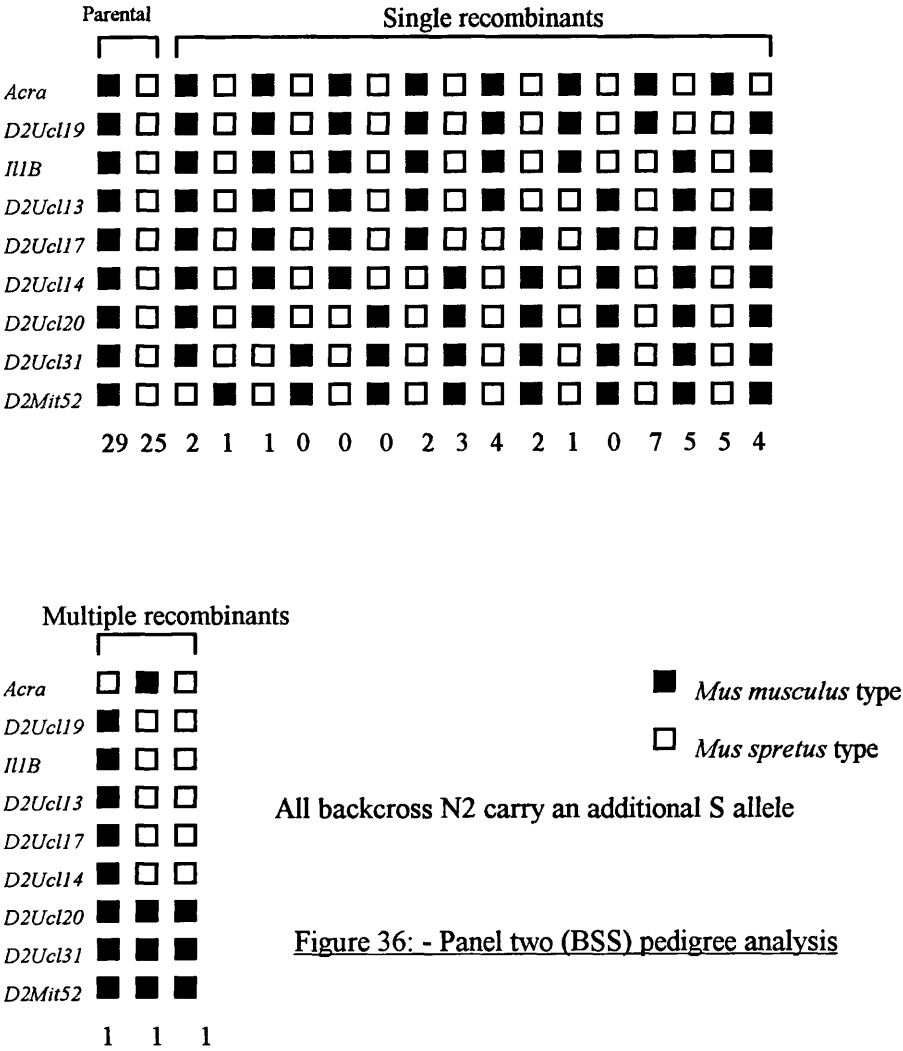 Parental Single recombinants
Acra
D2Ucl19
Il1B
D2Ucl13
D2Ucl17
D2Ucl14
D2Ucl20
D2Ucl31
D2Mit52
29 25 2 1 1 0 0 0 2 3 4 2 1 0 7 5 5 4
Multiple recombinants
Acra
D2Ucl19
Il1B
D2Ucl13
D2Ucl17
D2Ucl14
D2Ucl20
D2Ucl31
D2Mit52
1 1 1
Mus musculus type
Mus spretus type
All backcross N2 carry an additional S allele
Figure 36: - Panel two (BSS) pedigree analysis